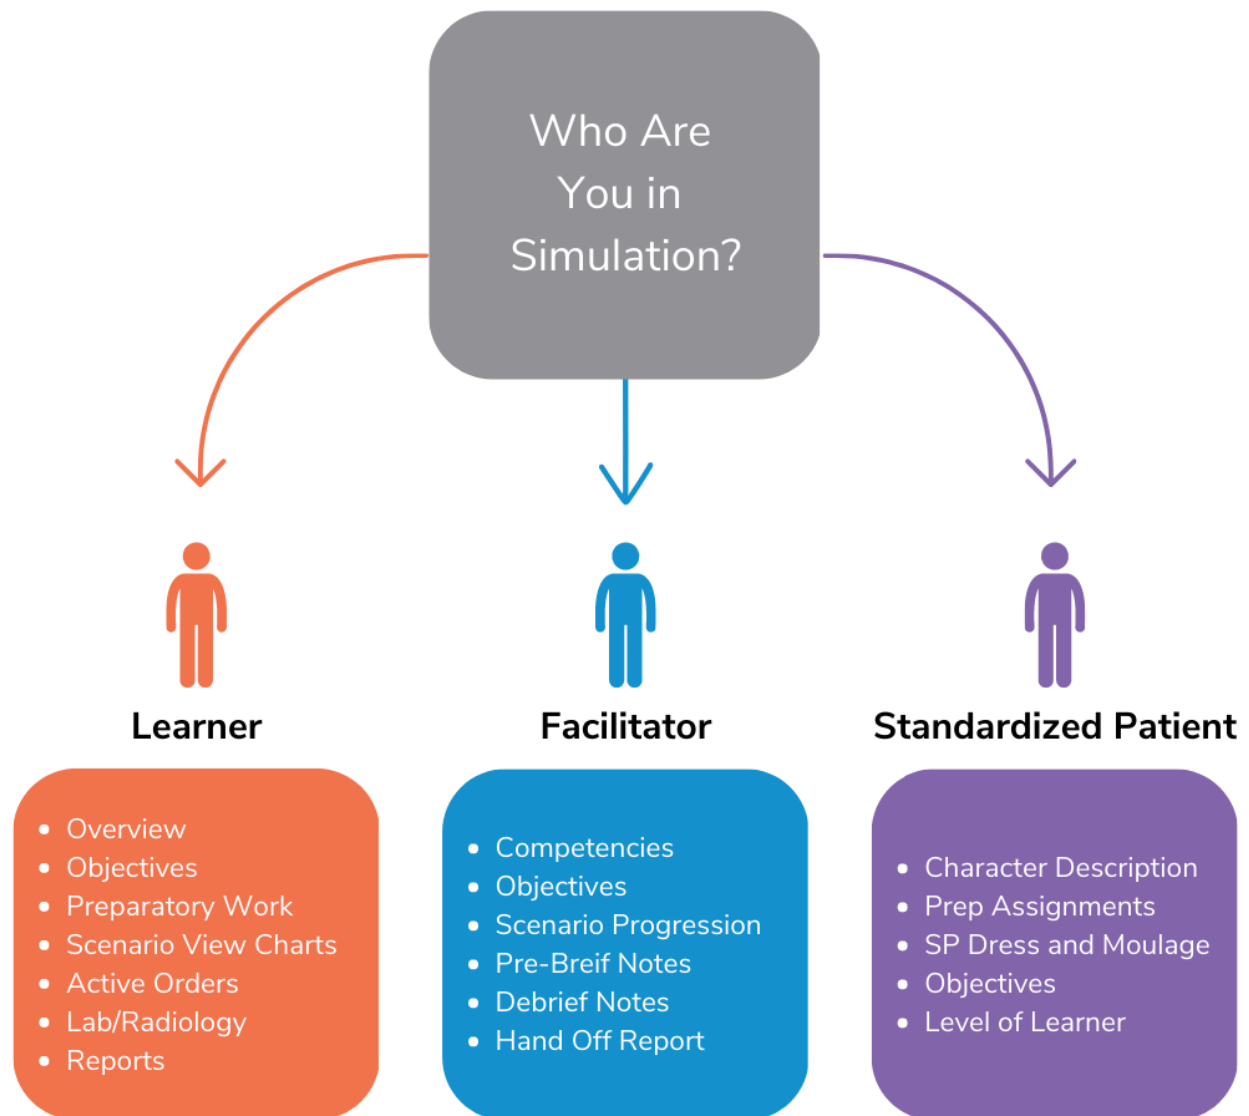 Who Are
You in
Simulation?
Learner
• Overview
• Objectives
• Preparatory Work
• Scenario View Charts
• Active Orders
• Lab/Radiology
• Reports
Facilitator
• Competencies
• Objectives
• Scenario Progression
• Pre-Breif Notes
• Debrief Notes
• Hand Off Report
Standardized Patient
• Character Description
• Prep Assignments
• SP Dress and Moulage
• Objectives
• Level of Learner